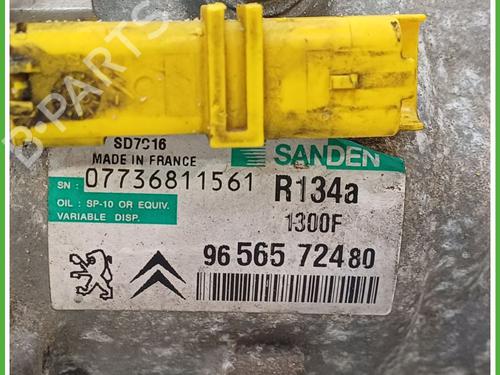 SD7C16
MADE IN FRANCE
SANDEN
SN : 07736811561
R134a
OIL : SP-10 OR EQUIV.
VARIABLE DISP.
1300F
96 565 724 80